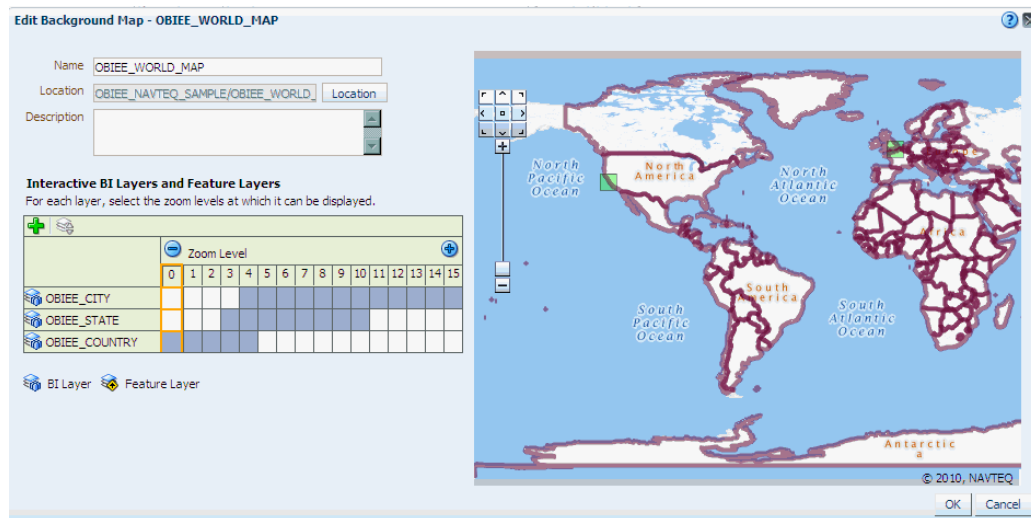 Edit Background Map - OBIEE_WORLD_MAP
Name OBIEE_WORLD_MAP
Location OBIEE_NAVTEQ_SAMPLE/OBIEE_WORLD_ Location
Description
Interactive BI Layers and Feature Layers
For each layer, select the zoom levels at which it can be displayed.
Zoom Level
0 1 2 3 4 5 6 7 8 9 10 11 12 13 14 15
OBIEE_CITY
OBIEE_STATE
OBIEE_COUNTRY
BI Layer Feature Layer
North
Pacific
Ocean
North
America
North
Atlantic
Ocean
Africa
South
America
South
Pacific
Ocean
South
Atlantic
Ocean
Antarctic
a
© 2010, NAVTEQ
OK Cancel